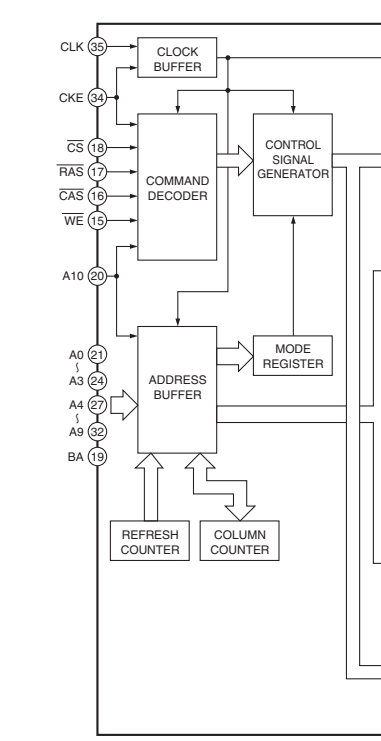 CLK 35
CLOCK
BUFFER
CKE 34
CS 18
RAS 17
CAS 16
WE 15
COMMAND
DECODER
CONTROL
SIGNAL
GENERATOR
A10 20
A0 21
A3 24
A4 27
A9 32
BA 19
ADDRESS
BUFFER
MODE
REGISTER
REFRESH
COUNTER
COLUMN
COUNTER